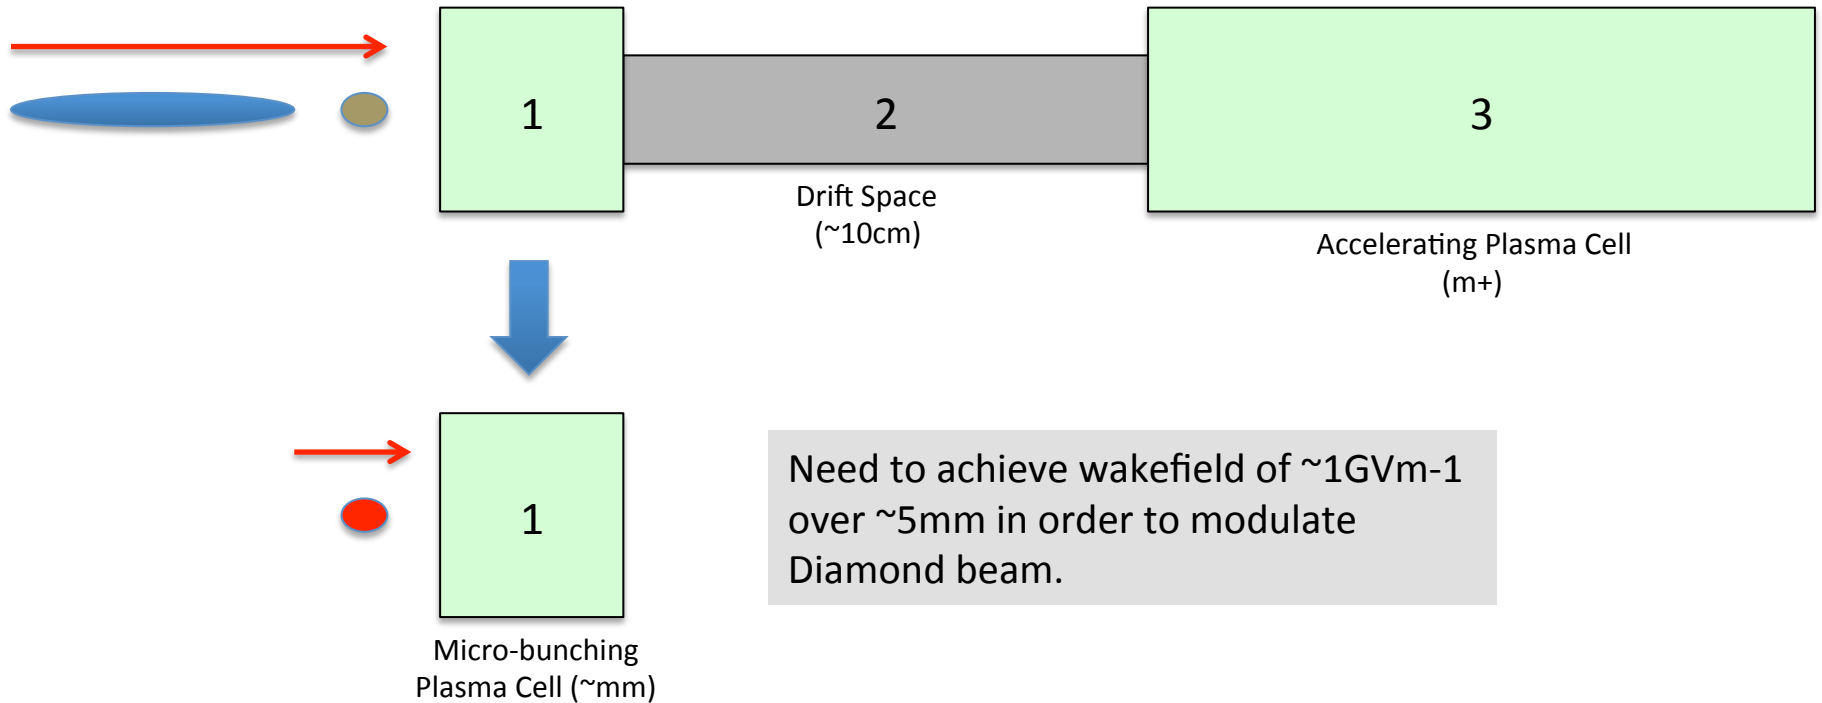 1
2
3
Drift Space
(~10cm)
Accelerating Plasma Cell
(m+)
1
Need to achieve wakefield of ~1GVm-1
over ~5mm in order to modulate
Diamond beam.
Micro-bunching
Plasma Cell (~mm)